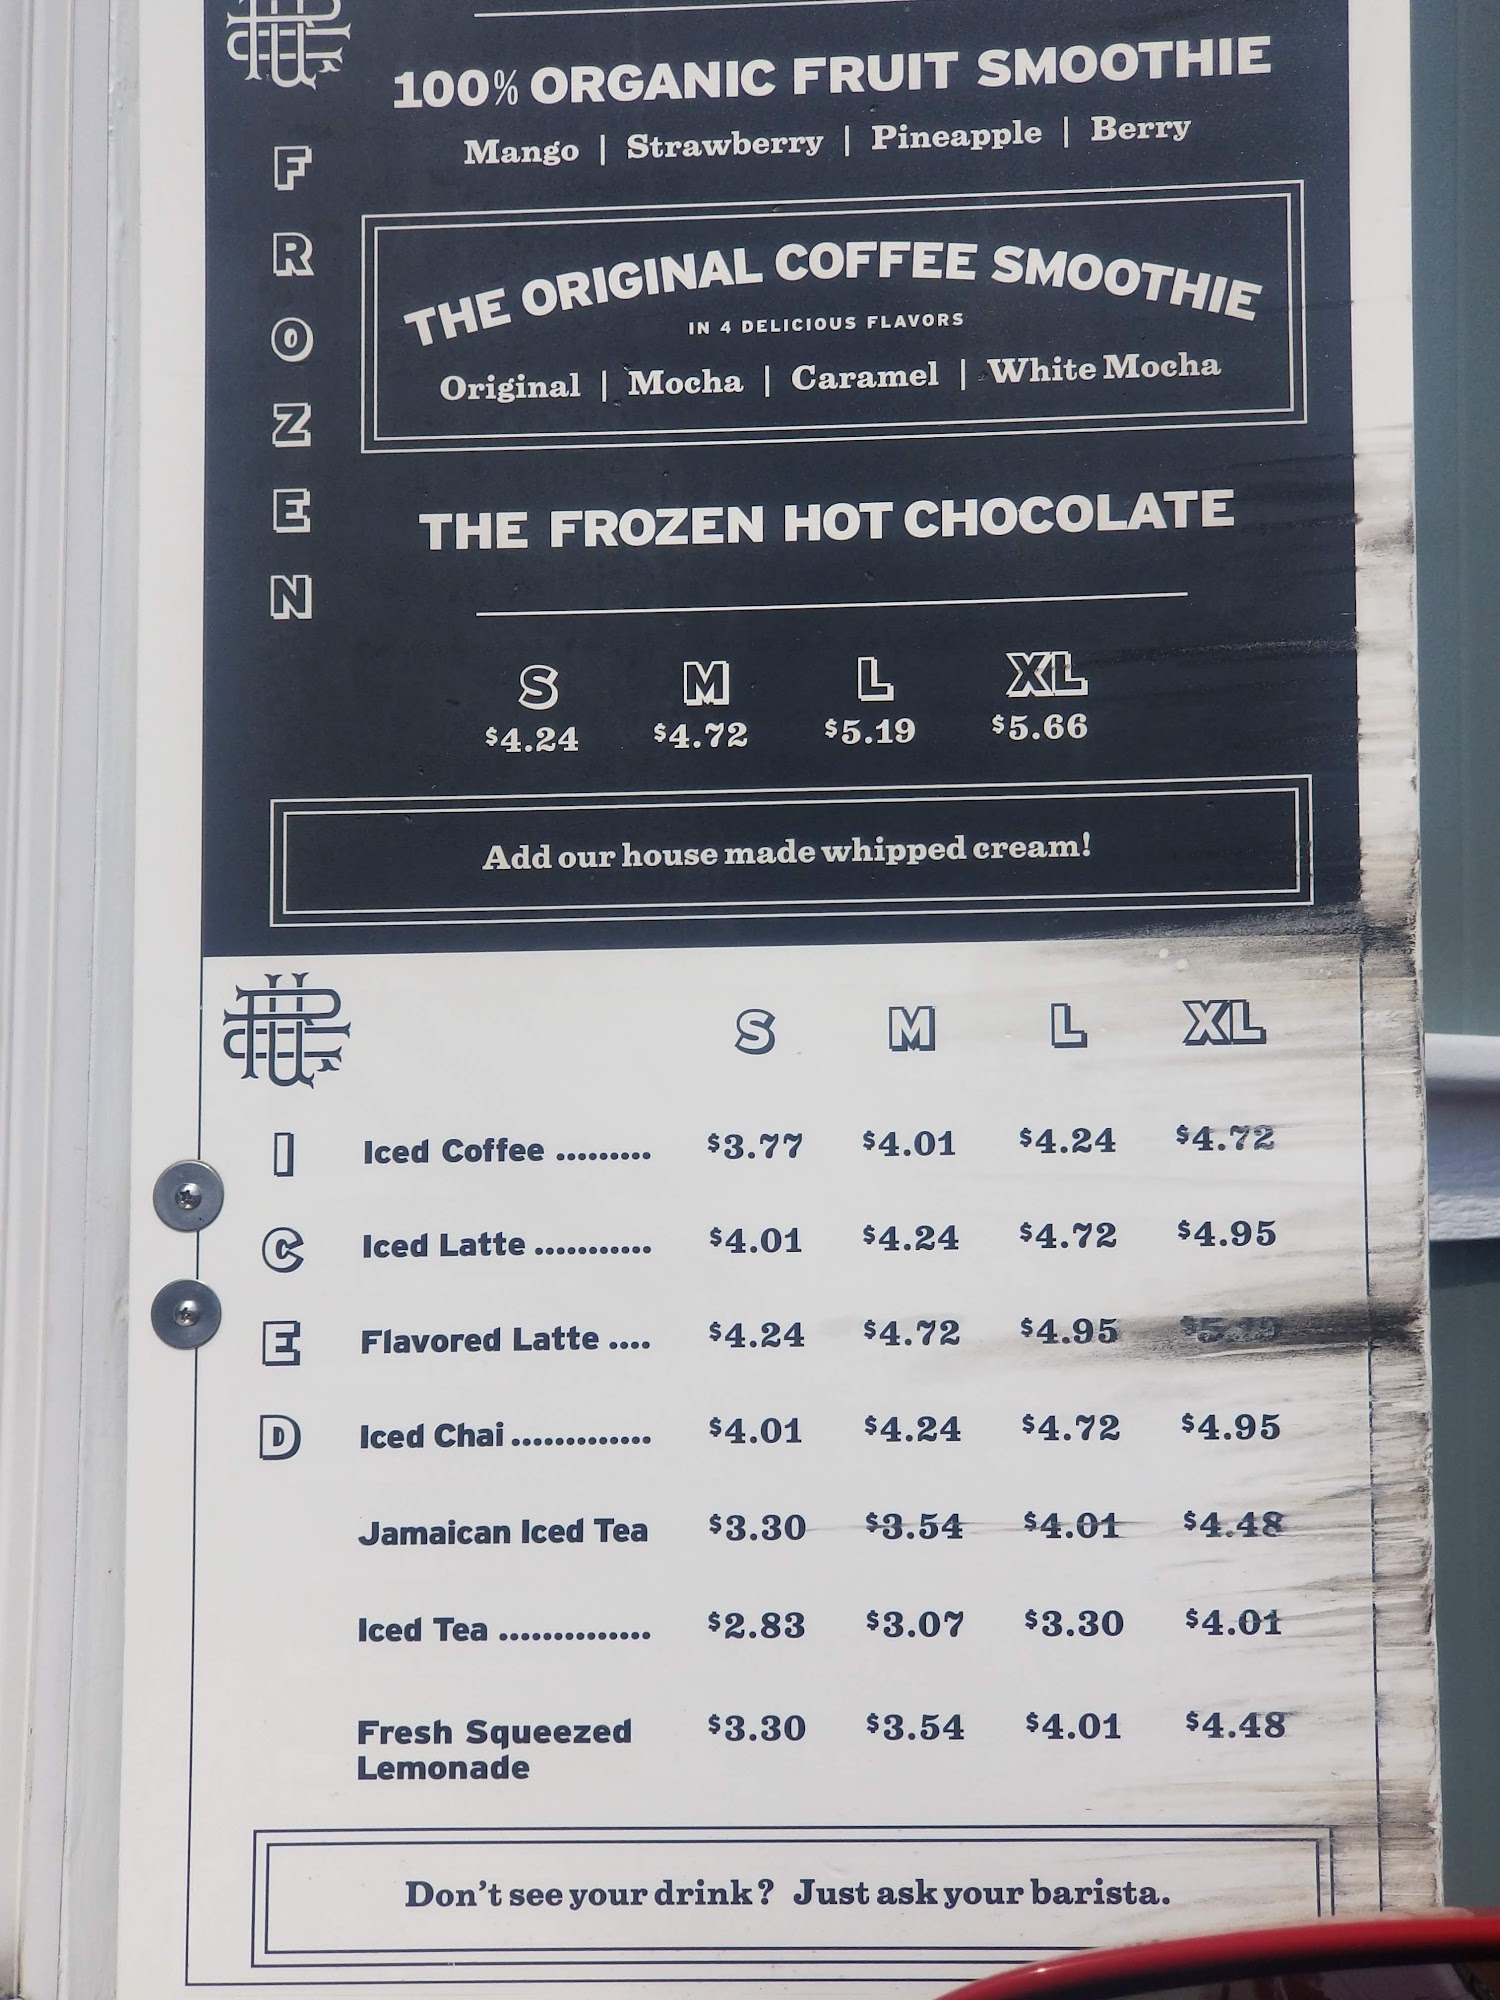 100% ORGANIC FRUIT SMOOTHIE
Mango | Strawberry | Pineapple | Berry
THE ORIGINAL COFFEE SMOOTHIE
IN 4 DELICIOUS FLAVORS
Original | Mocha | Caramel | White Mocha
THE FROZEN HOT CHOCOLATE
FROZEN
S M L XL
$4.24 $4.72 $5.19 $5.66
Add our house made whipped cream!
ICED
S M L XL
Iced Coffee ......... $3.77 $4.01 $4.24 $4.72
Iced Latte ........... $4.01 $4.24 $4.72 $4.95
Flavored Latte .... $4.24 $4.72 $4.95
Iced Chai ............. $4.01 $4.24 $4.72 $4.95
Jamaican Iced Tea $3.30 $3.54 $4.01 $4.48
Iced Tea .............. $2.83 $3.07 $3.30 $4.01
Fresh Squeezed $3.30 $3.54 $4.01 $4.48
Lemonade
Don't see your drink? Just ask your barista.